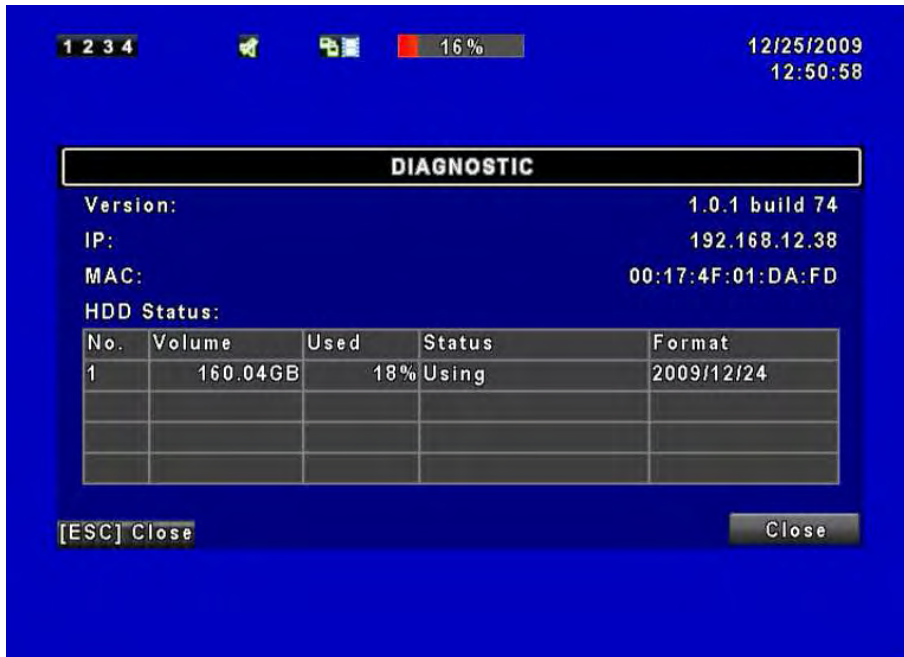 1 2 3 4 16% 12/25/2009
12:50:58
DIAGNOSTIC
Version: 1.0.1 build 74
IP: 192.168.12.38
MAC: 00:17:4F:01:DA:FD
HDD Status:
No. Volume Used Status Format
1 160.04GB 18% Using 2009/12/24
[ESC] Close Close